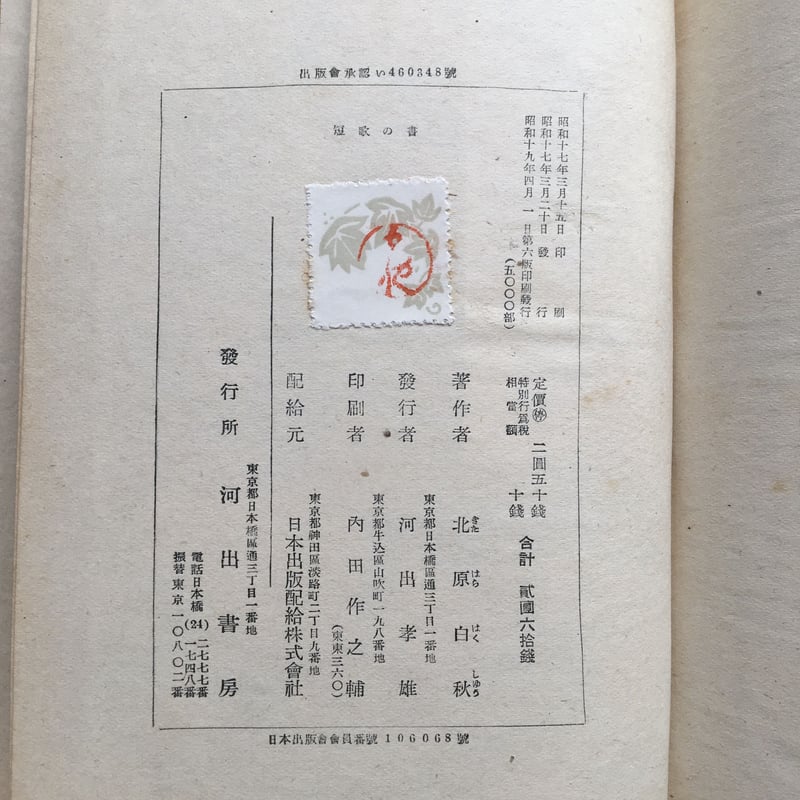 出版會承認い460348號
短歌の書
昭和十七年三月十五日印刷
昭和十七年三月二十日發行
昭和十九年四月一日第六版印刷發行
(五〇〇〇部)
定價㊕二圓五十錢
特別行爲税
相當額
十錢
合計 貳圓六拾錢
著作者 北原白秋
きた はら はく しゆう
東京都日本橋區通三丁目一番地
發行者 河出孝雄
東京都牛込區山吹町一九八番地
印刷者 內田作之輔
(東東三六〇)
東京都神田區淡路町二丁目九番地
配給元 日本出版配給株式會社
東京都日本橋區通三丁目一番地
發行所 河出書房
電話日本橋(24)二七七七番
一七四八番
振替東京一〇八〇二番
日本出版會會員番號106068號